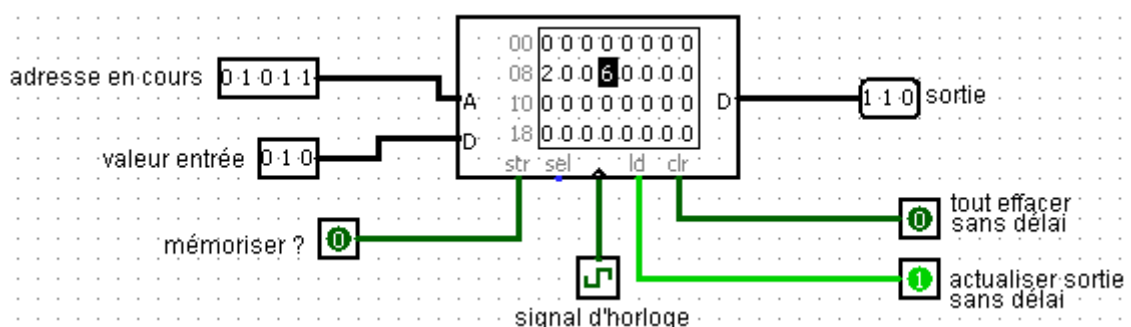 00 0 0 0 0 0 0 0 0
adresse en cours 0 1 0 1 1
08 2 0 0 6 0 0 0 0
A
10 0 0 0 0 0 0 0 0
D
1 1 0 sortie
18 0 0 0 0 0 0 0 0
D
valeur entrée 0 1 0
str sel ld clr
mémoriser ? 0
signal d'horloge
0 tout effacer
sans délai
1 actualiser sortie
sans délai